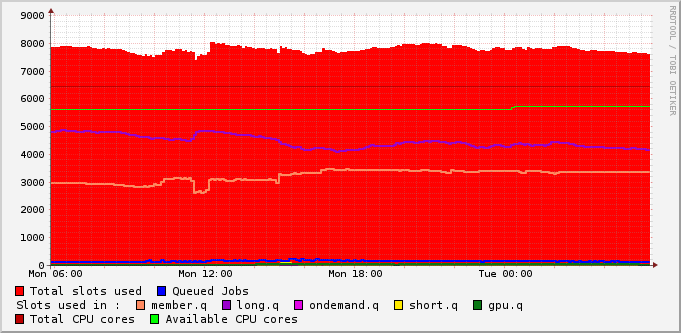 RRDTOOL / TOBI OETIKER
9000
8000
7000
6000
5000
4000
3000
2000
1000
0
Mon 06:00 Mon 12:00 Mon 18:00 Tue 00:00
Total slots used Queued Jobs
Slots used in : member.q long.q ondemand.q short.q gpu.q
Total CPU cores Available CPU cores